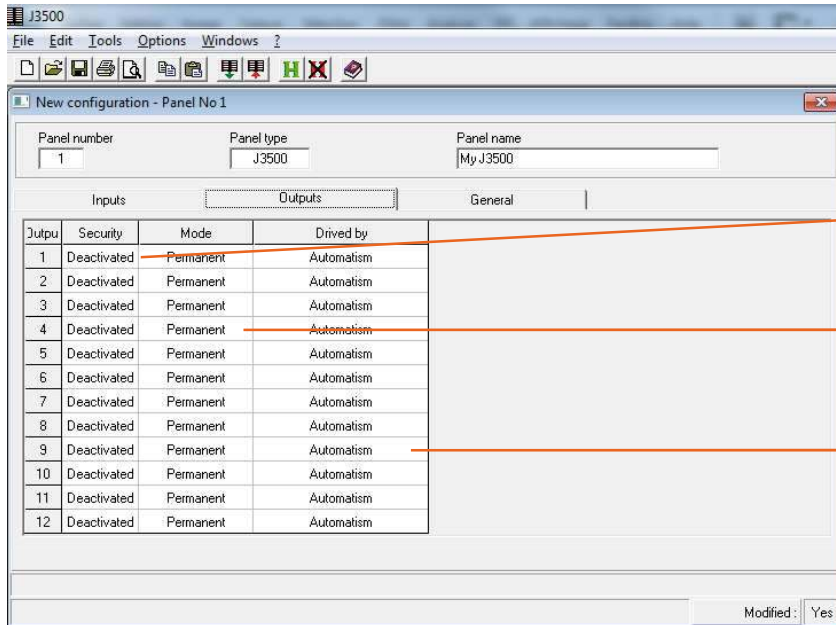 J3500
File Edit Tools Options Windows ?
New configuration - Panel No 1
Panel number Panel type Panel name
1 J3500 My J3500
Inputs Outputs General
Outpu Security Mode Drived by
1 Deactivated Permanent Automatism
2 Deactivated Permanent Automatism
3 Deactivated Permanent Automatism
4 Deactivated Permanent Automatism
5 Deactivated Permanent Automatism
6 Deactivated Permanent Automatism
7 Deactivated Permanent Automatism
8 Deactivated Permanent Automatism
9 Deactivated Permanent Automatism
10 Deactivated Permanent Automatism
11 Deactivated Permanent Automatism
12 Deactivated Permanent Automatism
Modified : Yes